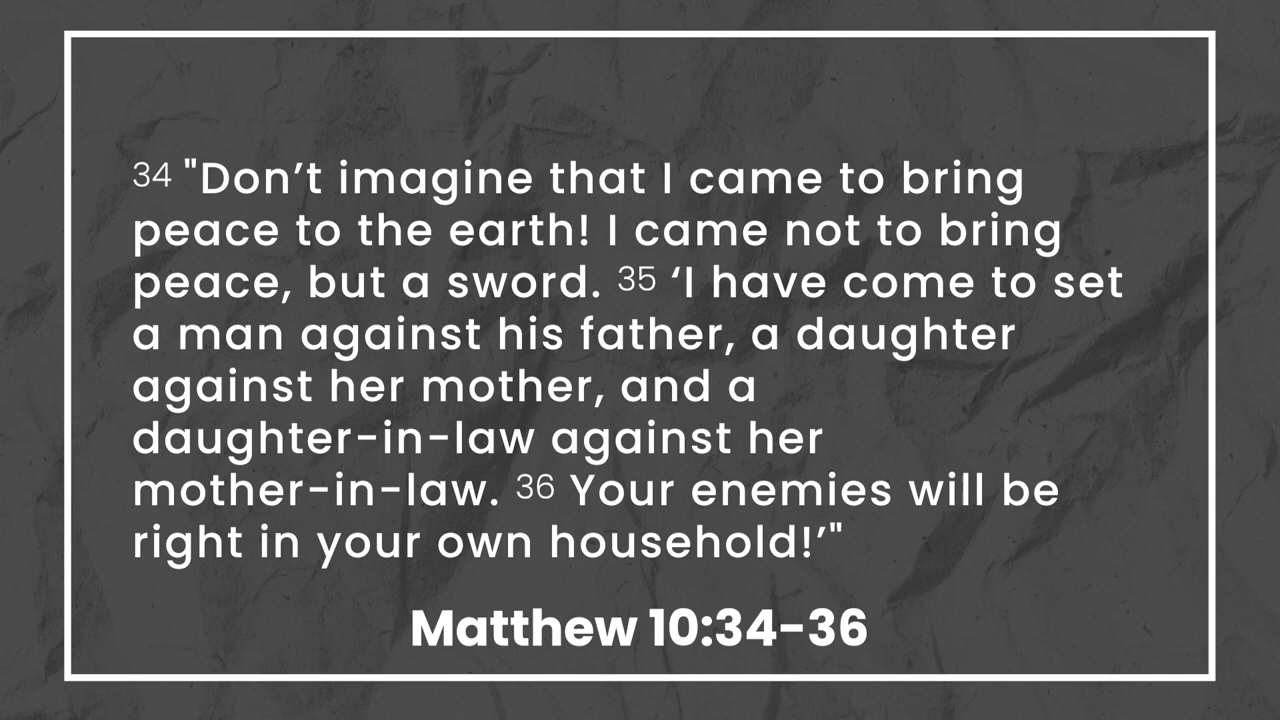 34 "Don’t imagine that I came to bring
peace to the earth! I came not to bring
peace, but a sword. 35 ‘I have come to set
a man against his father, a daughter
against her mother, and a
daughter-in-law against her
mother-in-law. 36 Your enemies will be
right in your own household!’"
Matthew 10:34-36